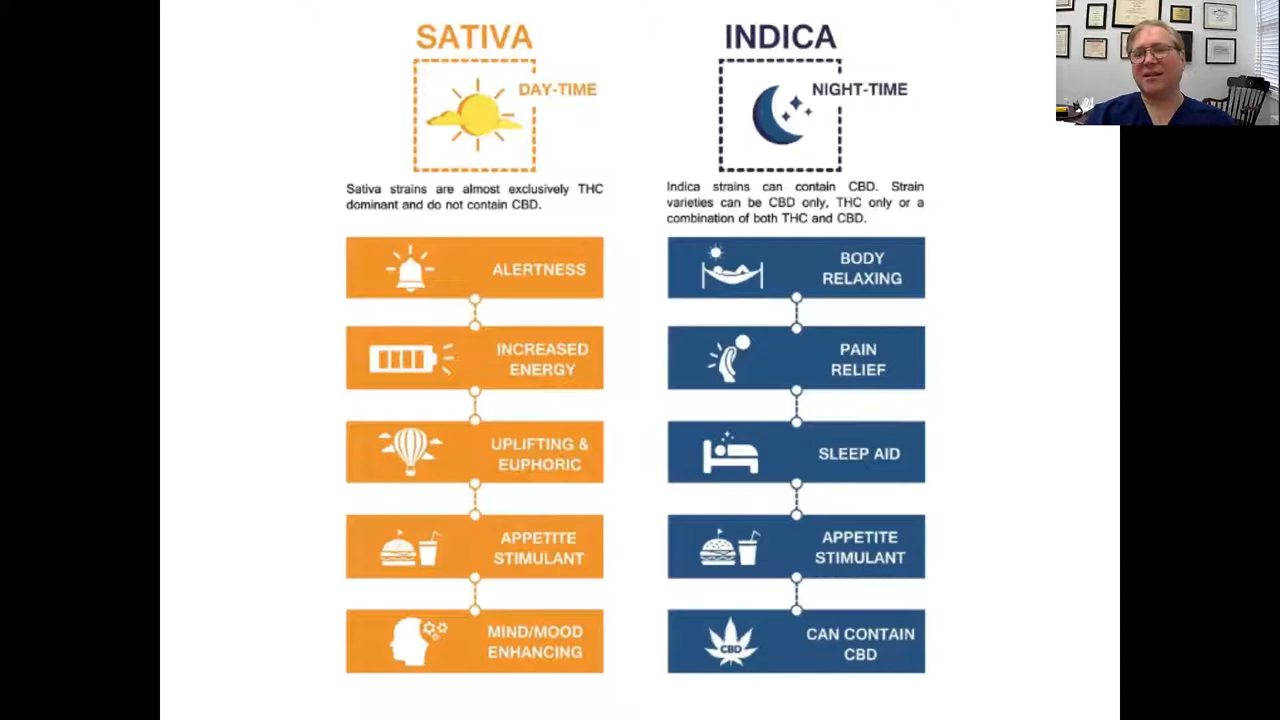 SATIVA
DAY-TIME
Sativa strains are almost exclusively THC
dominant and do not contain CBD.
ALERTNESS
INCREASED
ENERGY
UPLIFTING &
EUPHORIC
APPETITE
STIMULANT
MIND/MOOD
ENHANCING
INDICA
NIGHT-TIME
Indica strains can contain CBD. Strain
varieties can be CBD only, THC only or a
combination of both THC and CBD.
BODY
RELAXING
PAIN
RELIEF
SLEEP AID
APPETITE
STIMULANT
CBD
CAN CONTAIN
CBD